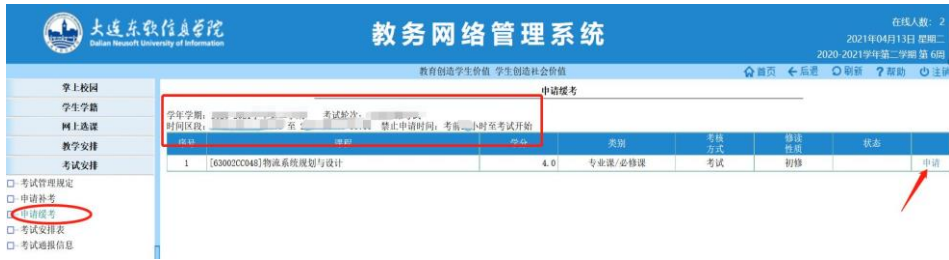 大连东软信息学院
Dalian Neusoft University of Information
教务网络管理系统
在线人数: 2
2021年04月13日 星期二
2020-2021学年第二学期 第 6周
教育创造学生价值 学生创造社会价值
首页 后退 刷新 帮助 注销
掌上校园
学生学籍
网上选课
教学安排
考试安排
考试管理规定
申请补考
申请缓考
考试安排表
考试通报信息
申请缓考
学年学期: 考试轮次:
时间区段: 至 禁止申请时间: 考前 小时至考试开始
序号 课程 学分 类别 考核方式 修读性质 状态
1 [63002CC048]物流系统规划与设计 4.0 专业课/必修课 考试 初修 申请